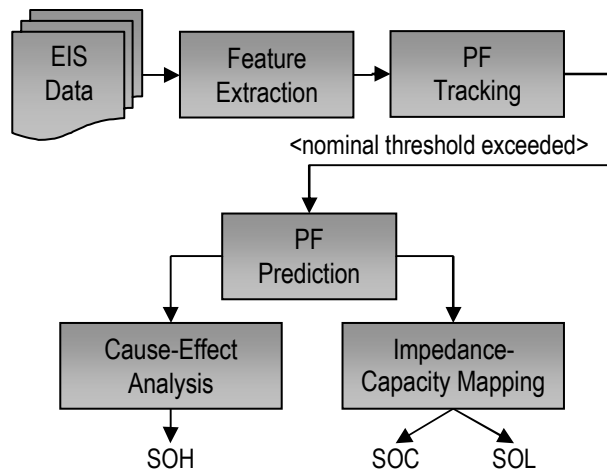 EIS
Data
Feature
Extraction
PF
Tracking
<nominal threshold exceeded>
PF
Prediction
Cause-Effect
Analysis
Impedance-
Capacity Mapping
SOH
SOC
SOL